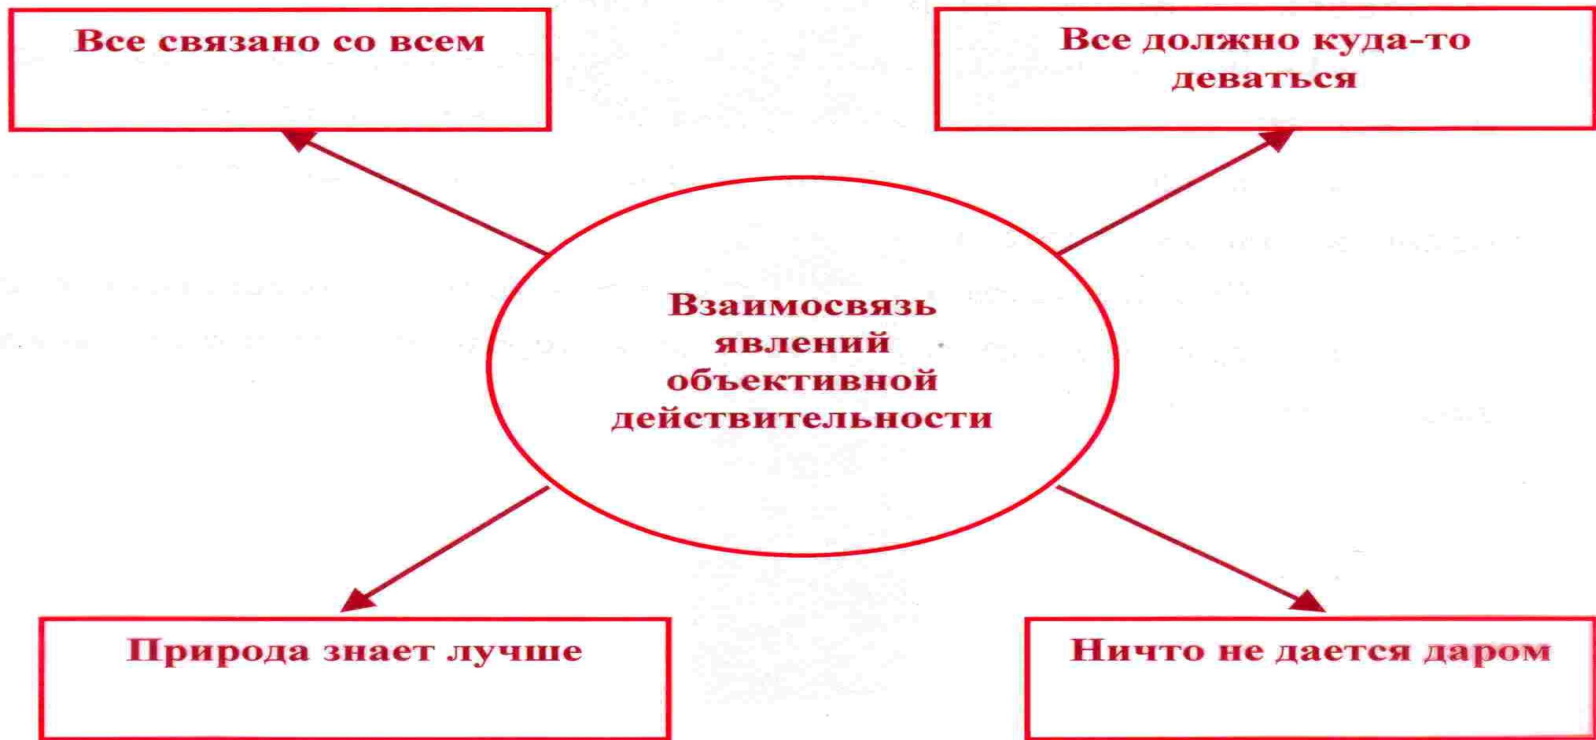 Все связано со всем
Все должно куда-то
деваться
Взаимосвязь
явлений
объективной
действительности
Природа знает лучше
Ничто не дается даром